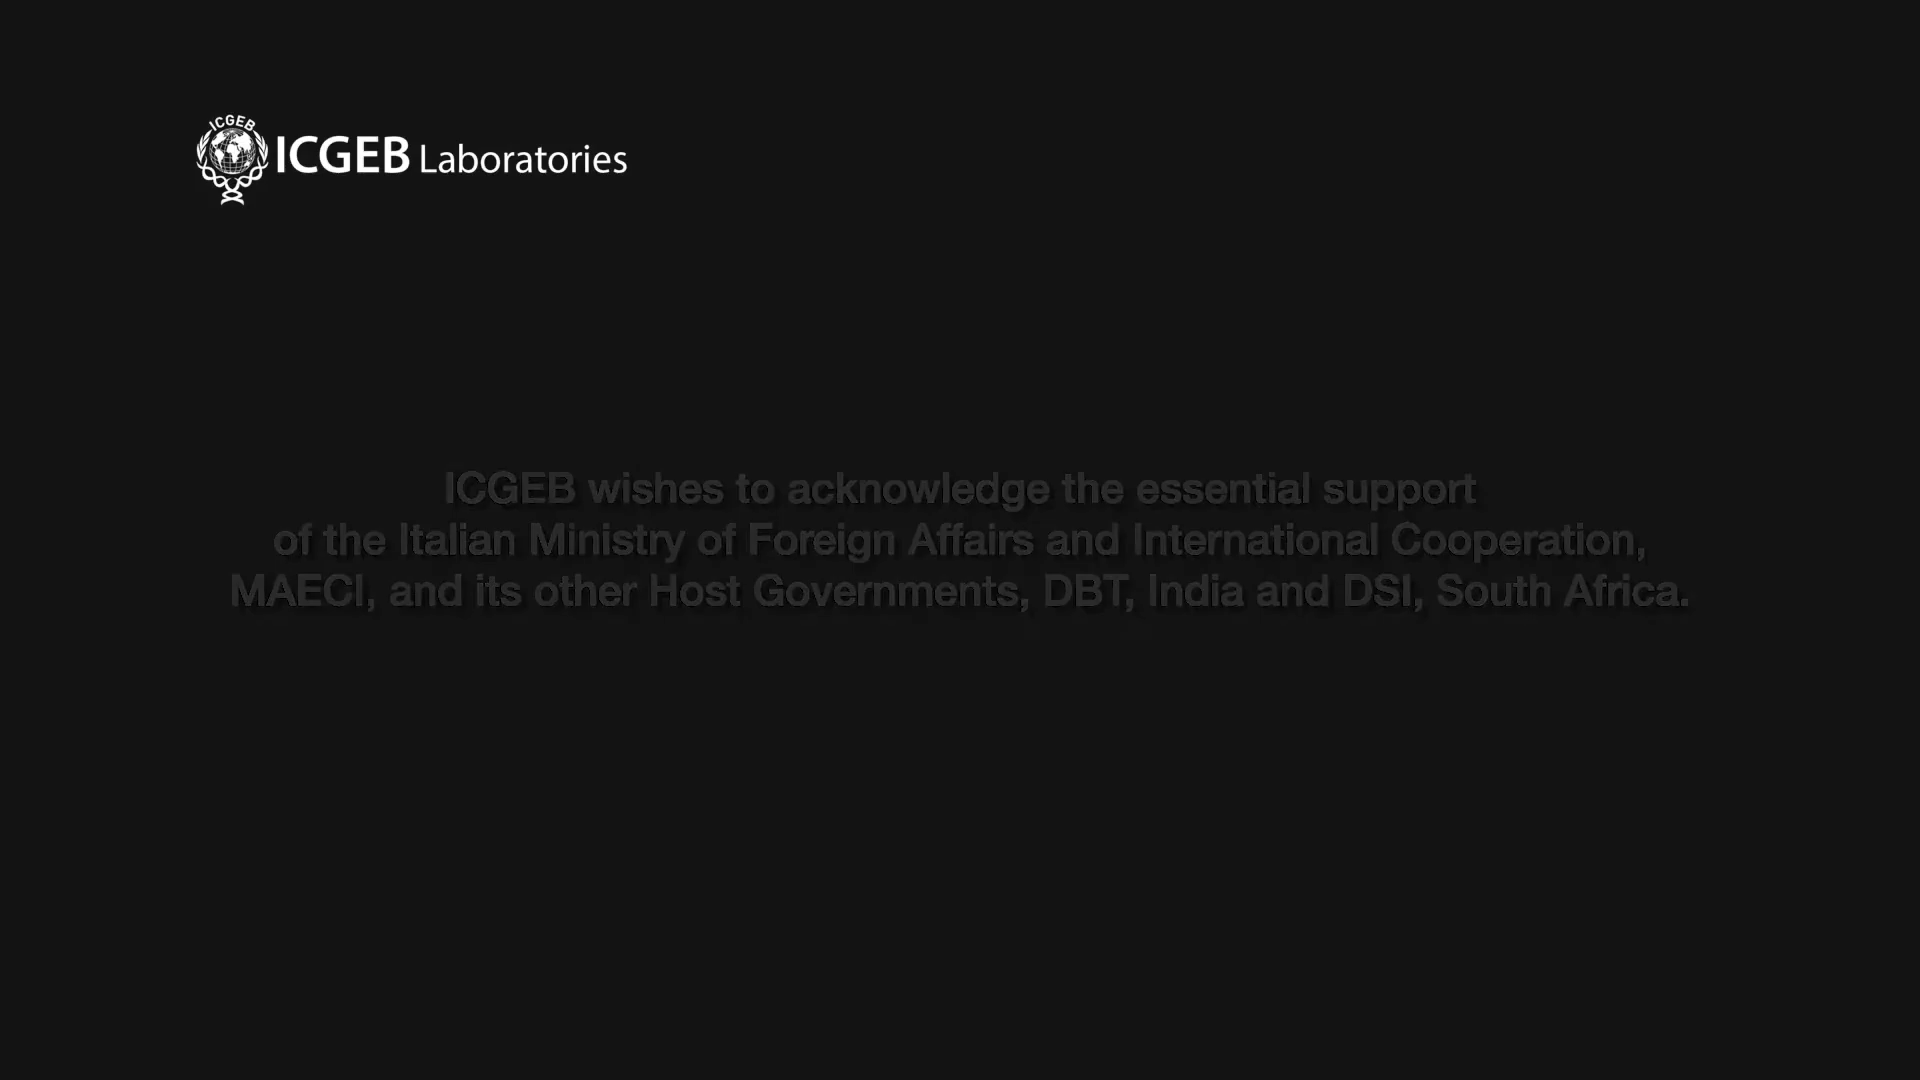 ICGEB
ICGEB Laboratories
ICGEB wishes to acknowledge the essential support
of the Italian Ministry of Foreign Affairs and International Cooperation,
MAECI, and its other Host Governments, DBT, India and DSI, South Africa.